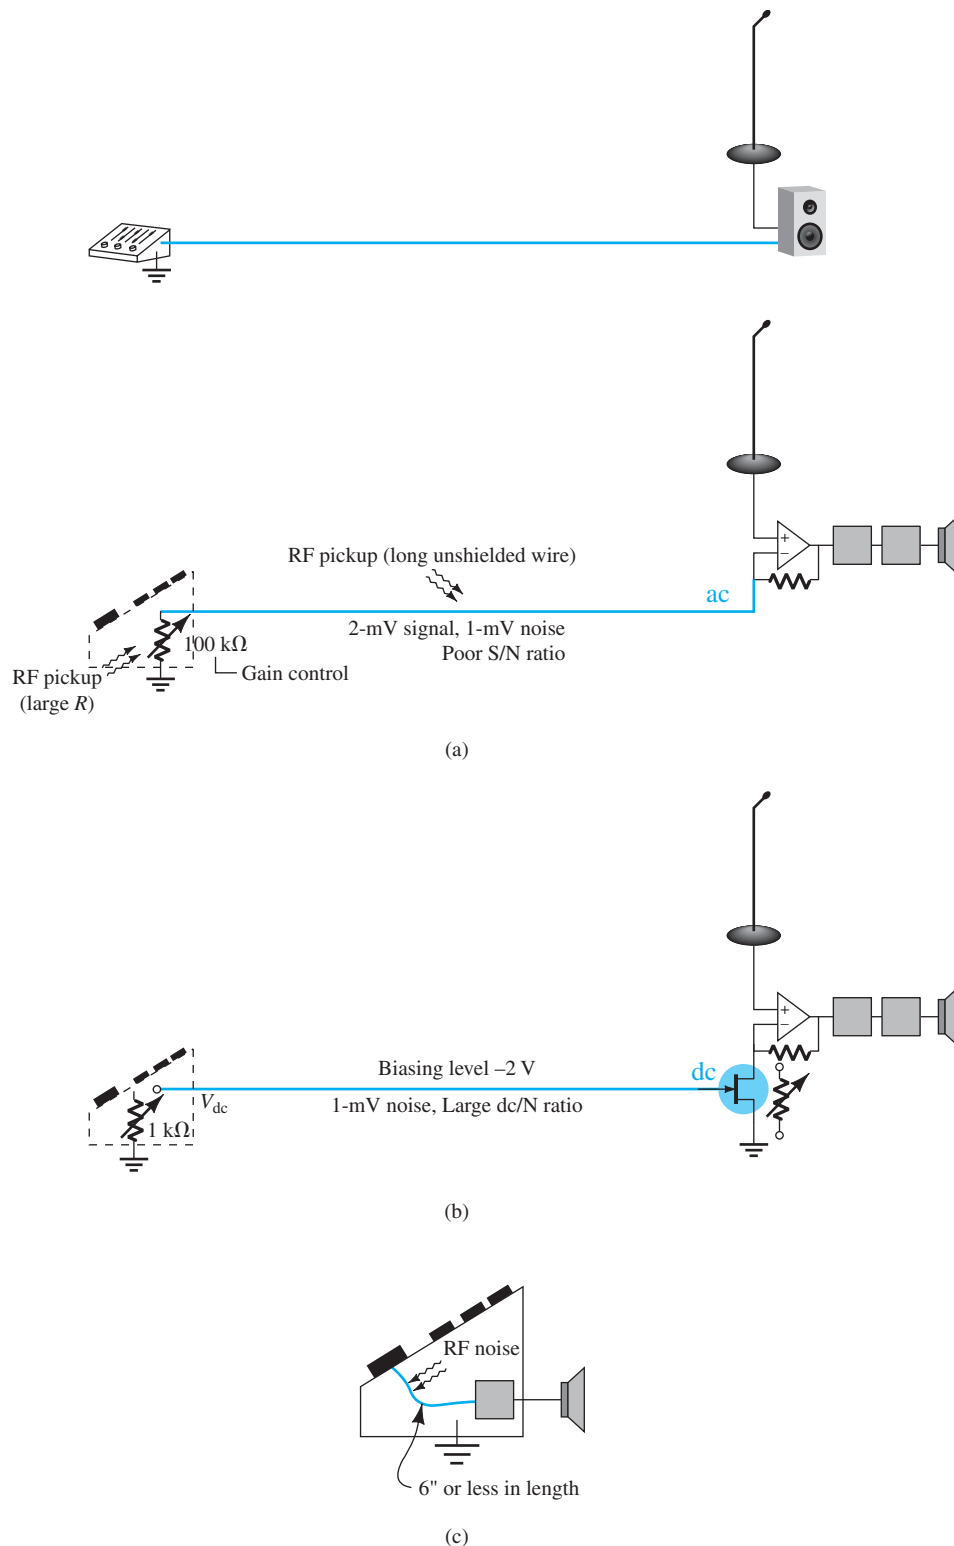 RF pickup (long unshielded wire)
ac
2-mV signal, 1-mV noise
Poor S/N ratio
100 kΩ
Gain control
RF pickup
(large R)
+
–
(a)
+
–
Biasing level –2 V
dc
V_dc
1-mV noise, Large dc/N ratio
1 kΩ
(b)
RF noise
6" or less in length
(c)